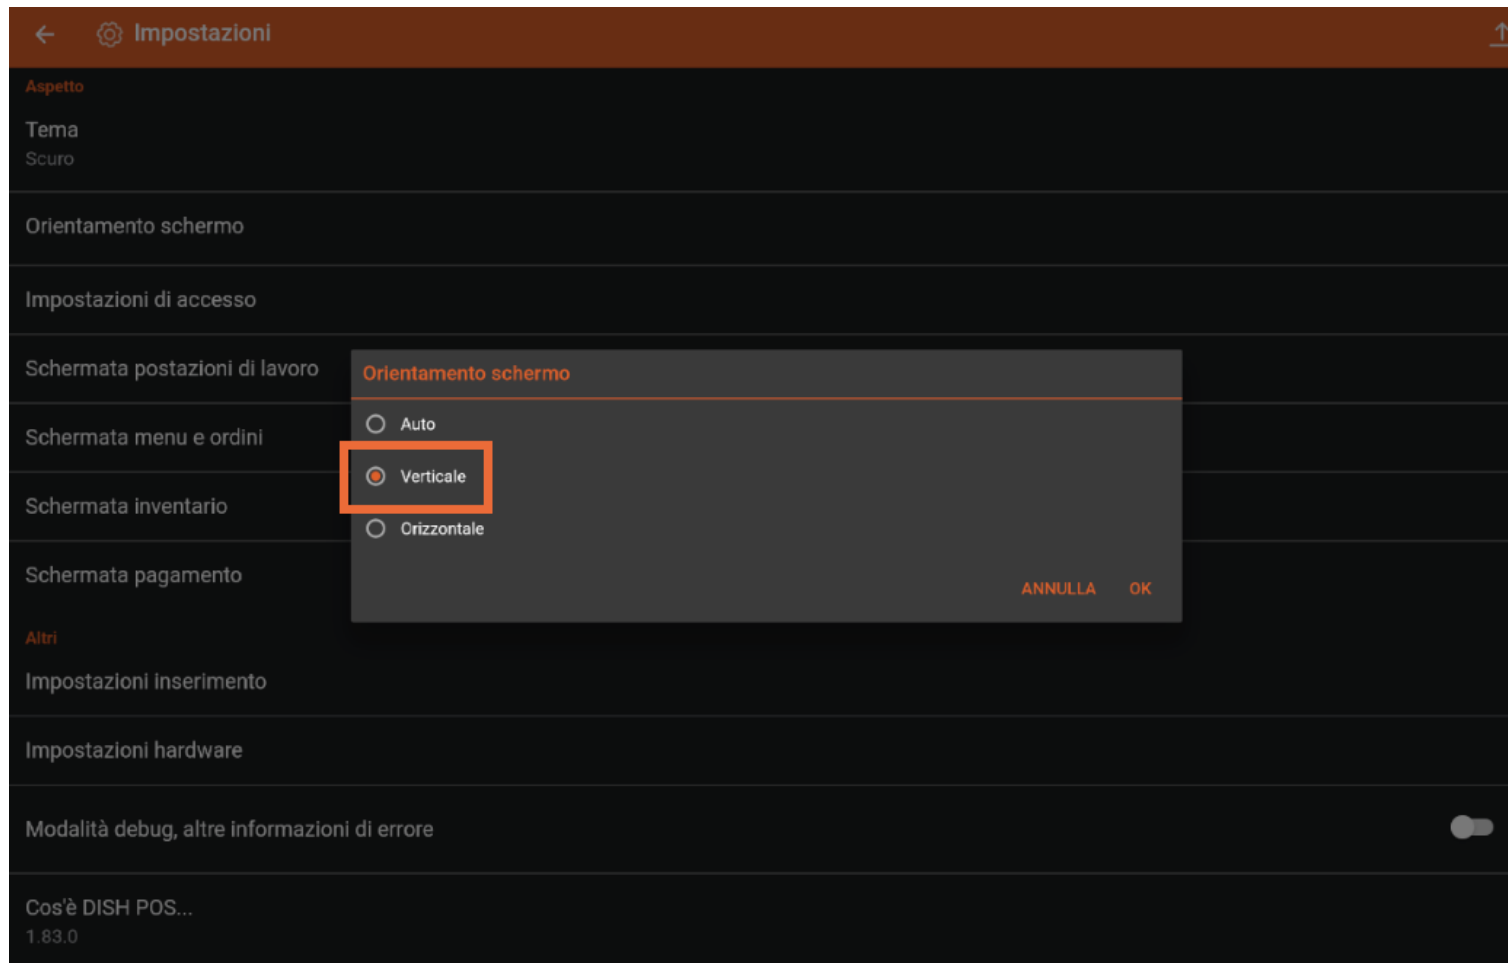 Impostazioni
Aspetto
Tema
Scuro
Orientamento schermo
Impostazioni di accesso
Schermata postazioni di lavoro
Schermata menu e ordini
Schermata inventario
Schermata pagamento
Orientamento schermo
Auto
Verticale
Orizzontale
ANNULLA OK
Altri
Impostazioni inserimento
Impostazioni hardware
Modalità debug, altre informazioni di errore
Cos'è DISH POS...
1.83.0